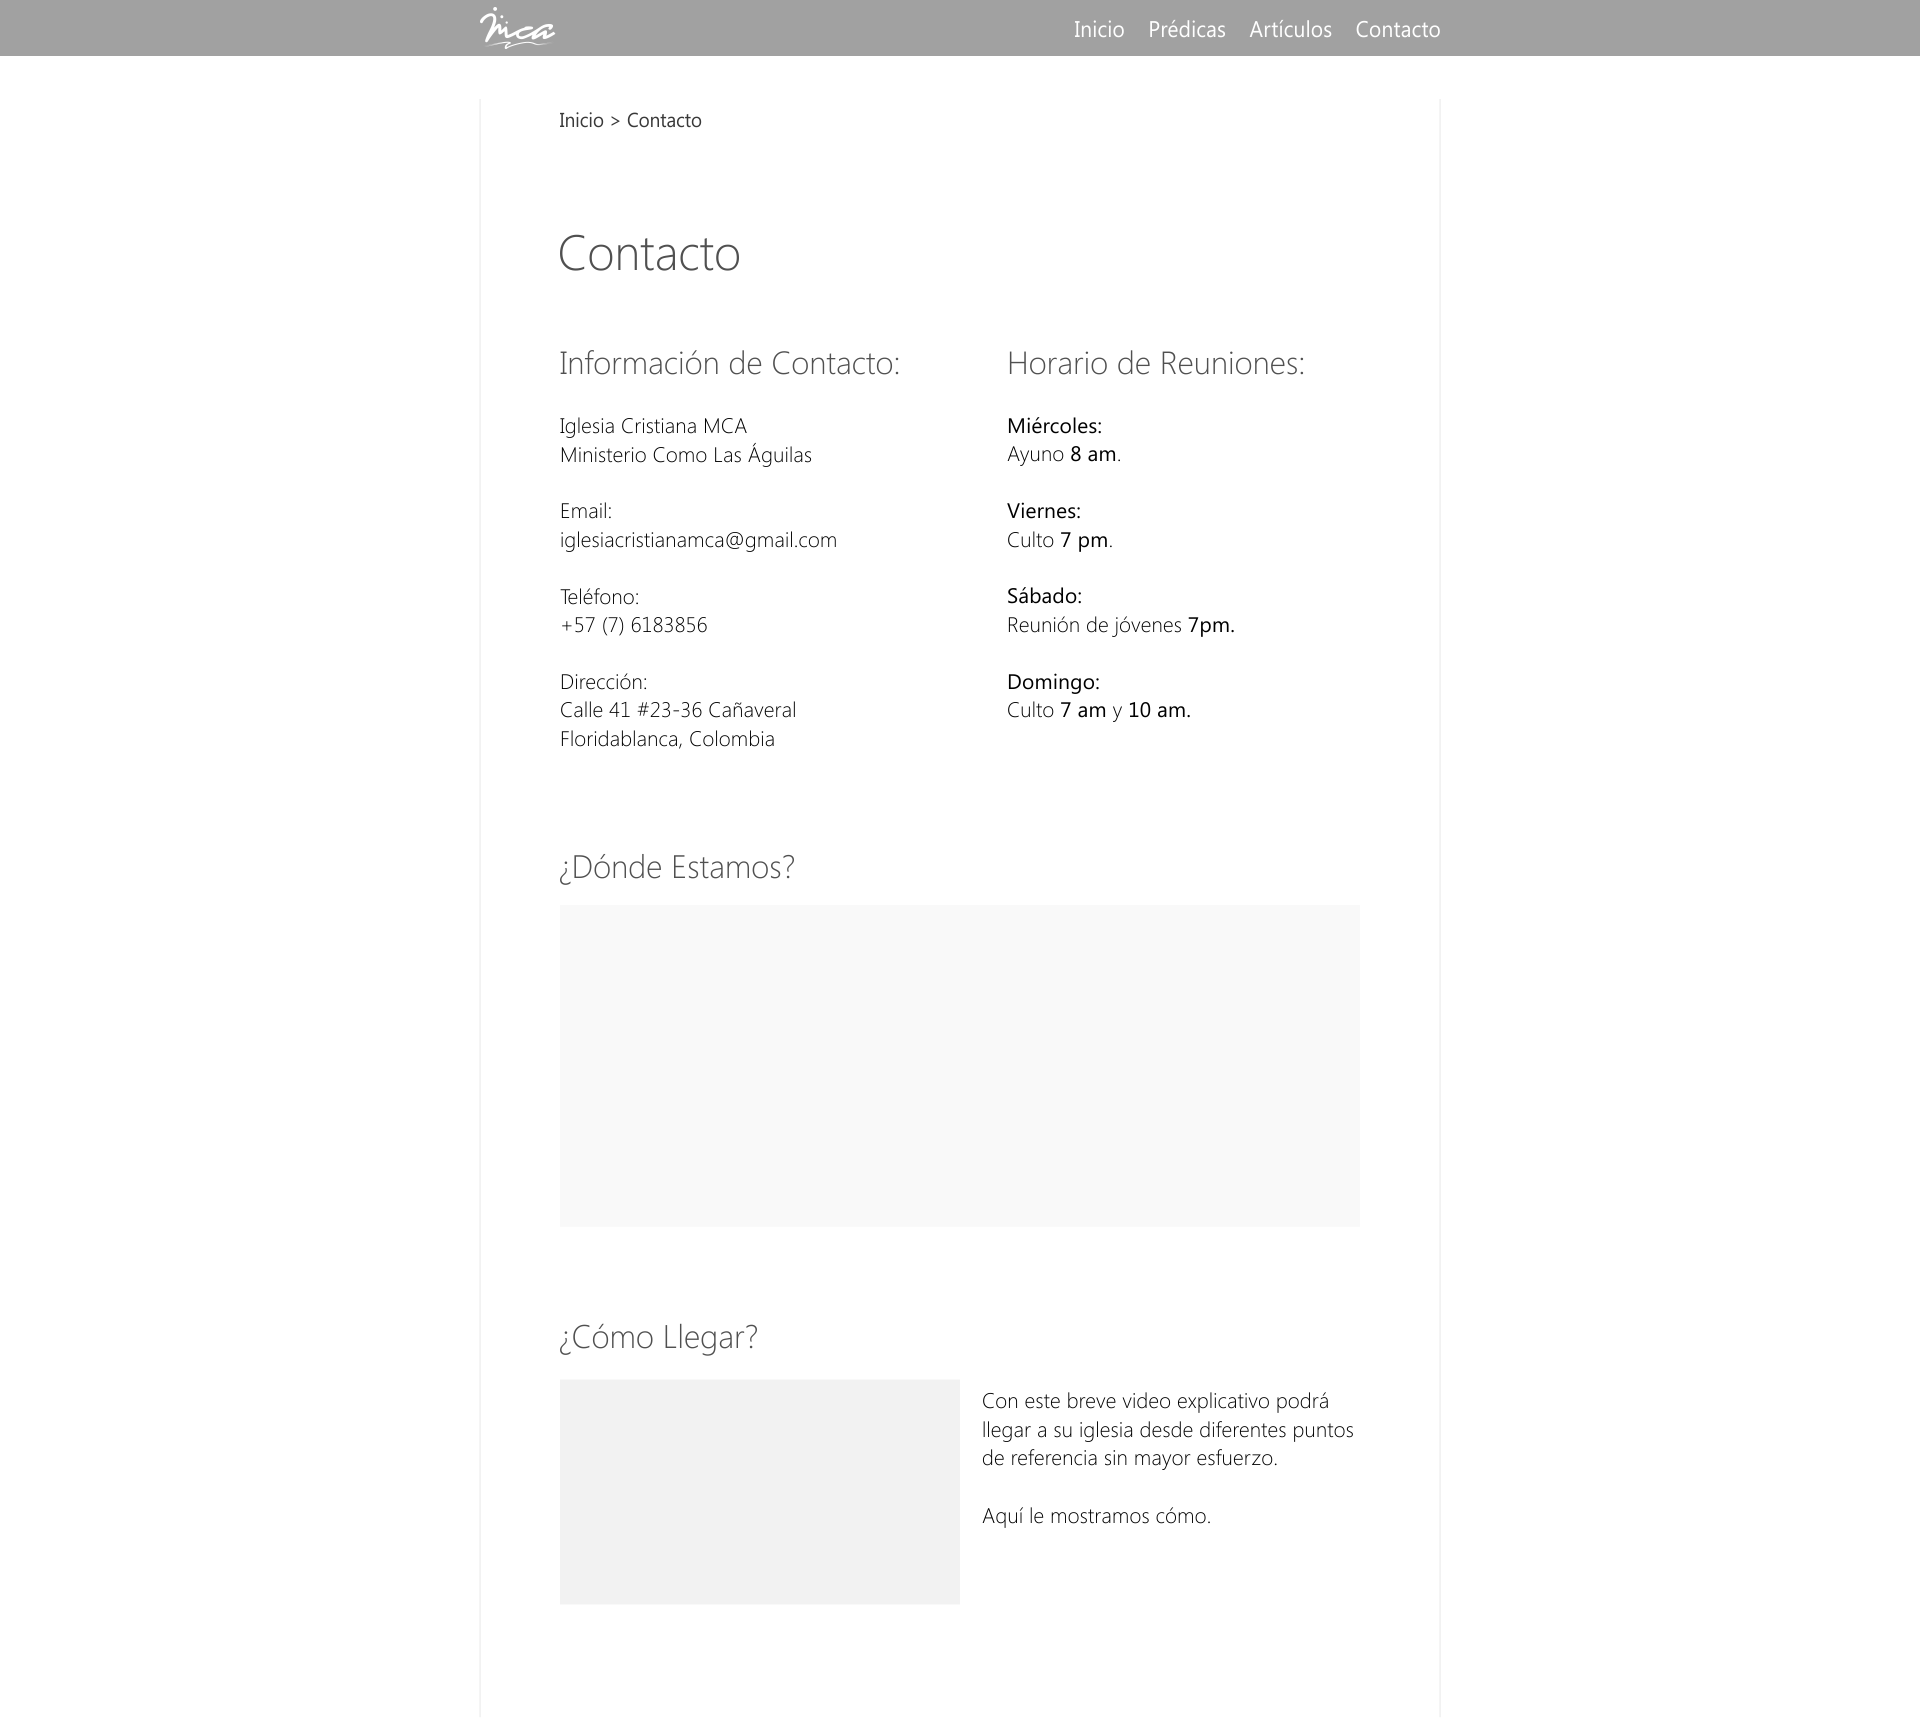 mca
Inicio Prédicas Artículos Contacto
Inicio > Contacto
Contacto
Información de Contacto:
Iglesia Cristiana MCA
Ministerio Como Las Águilas
Email:
iglesiacristianamca@gmail.com
Teléfono:
+57 (7) 6183856
Dirección:
Calle 41 #23-36 Cañaveral
Floridablanca, Colombia
Horario de Reuniones:
Miércoles:
Ayuno 8 am.
Viernes:
Culto 7 pm.
Sábado:
Reunión de jóvenes 7pm.
Domingo:
Culto 7 am y 10 am.
¿Dónde Estamos?
¿Cómo Llegar?
Con este breve video explicativo podrá
llegar a su iglesia desde diferentes puntos
de referencia sin mayor esfuerzo.
Aquí le mostramos cómo.